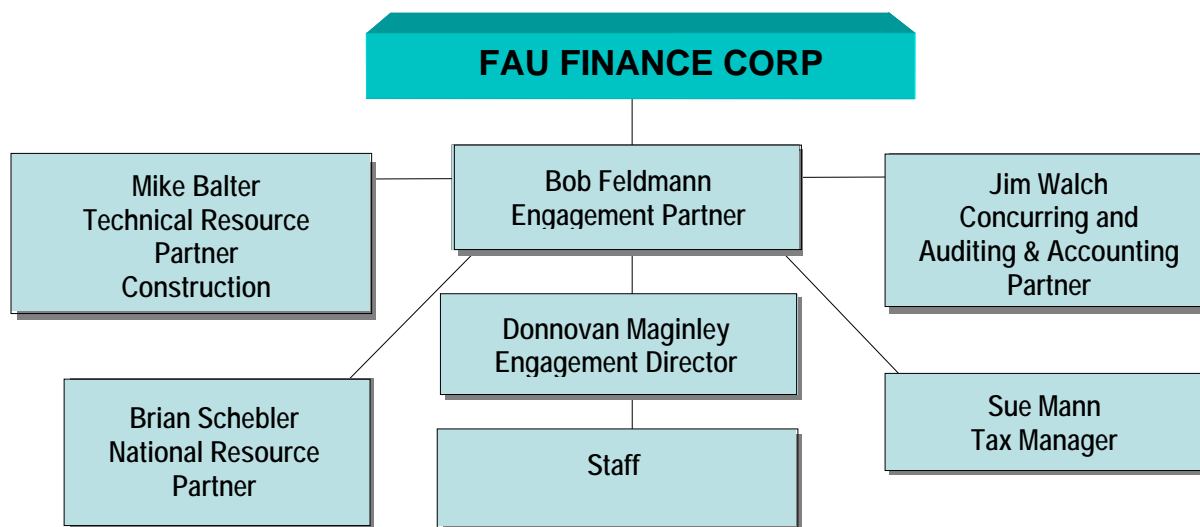 FAU FINANCE CORP
Mike Balter
Technical Resource
Partner
Construction
Bob Feldmann
Engagement Partner
Jim Walch
Concurring and
Auditing & Accounting
Partner
Donnovan Maginley
Engagement Director
Brian Schebler
National Resource
Partner
Staff
Sue Mann
Tax Manager